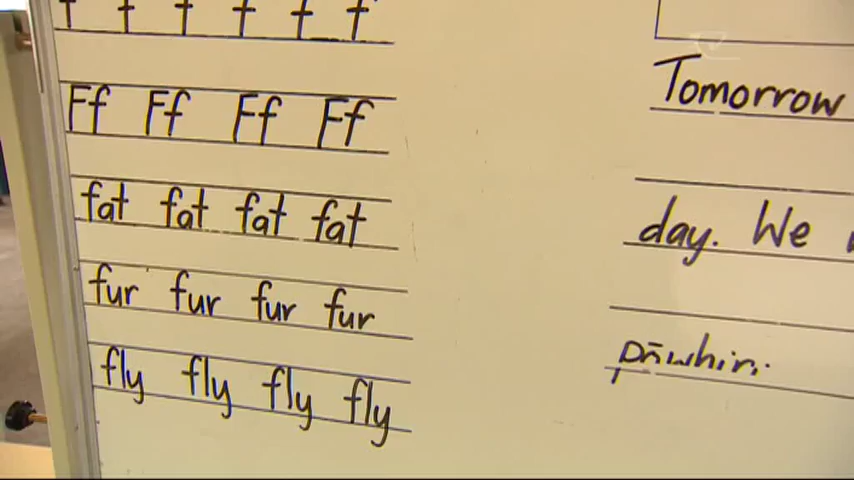 f f f f f f
Ff Ff Ff Ff
fat fat fat fat
fur fur fur fur
fly fly fly fly
Tomorrow
day. We
pōwhiri.